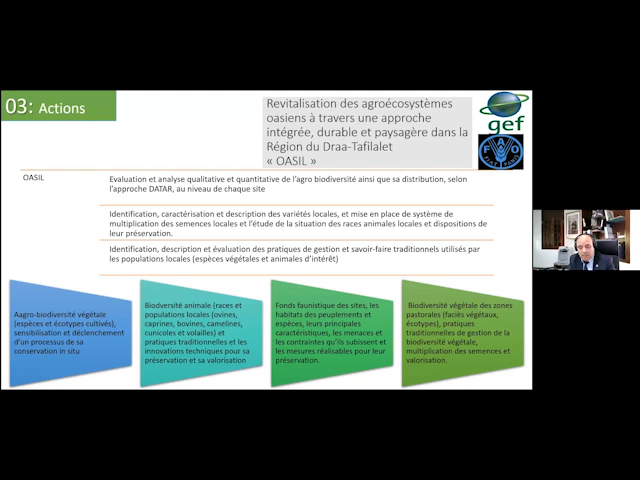 03: Actions
Revitalisation des agroécosystèmes
oasiens à travers une approche
intégrée, durable et paysagère dans la
Région du Draa-Tafilalet
« OASIL »
gef
FAO
FIAT PANIS
OASIL
Evaluation et analyse qualitative et quantitative de l'agro biodiversité ainsi que sa distribution, selon
l'approche DATAR, au niveau de chaque site
Identification, caractérisation et description des variétés locales, et mise en place de système de
multiplication des semences locales et l'étude de la situation des races animales locales et dispositions de
leur préservation.
Identification, description et évaluation des pratiques de gestion et savoir-faire traditionnels utilisés par
les populations locales (espèces végétales et animales d'intérêt)
Aagro-biodiversité végétale
(espèces et écotypes cultivés),
sensibilisation et déclenchement
d'un processus de sa
conservation in situ
Biodiversité animale (races et
populations locales (ovines,
caprines, bovines, camelines,
cunicoles et volailles) et
pratiques traditionnelles et les
innovations techniques pour sa
préservation et sa valorisation
Fonds faunistique des sites, les
habitats des peuplements et
espèces, leurs principales
caractéristiques, les menaces et
les contraintes qu'ils subissent et
les mesures réalisables pour leur
préservation.
Biodiversité végétale des zones
pastorales (faciès végétaux,
écotypes), pratiques
traditionnelles de gestion de la
biodiversité végétale,
multiplication des semences et
valorisation.